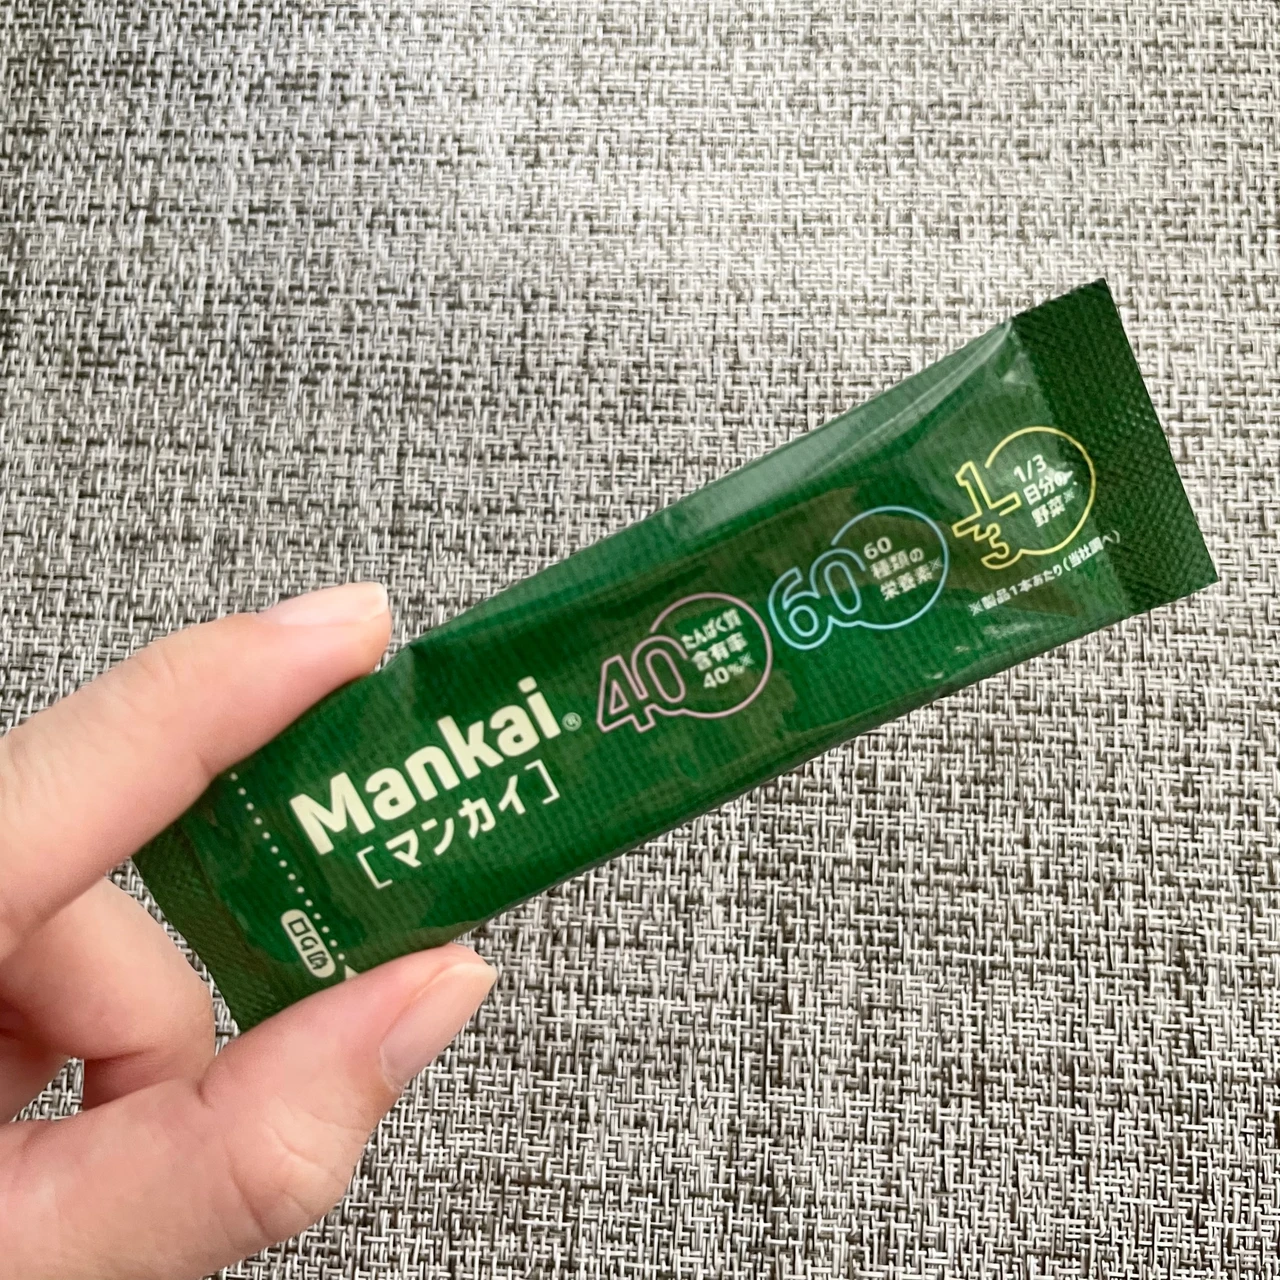 Mankai®
[マンカイ]
40
たんぱく質
含有率
40%※
60
60
種類の
栄養素※
1/3
1/3
日分の
野菜※
※製品1本あたり(当社調べ)